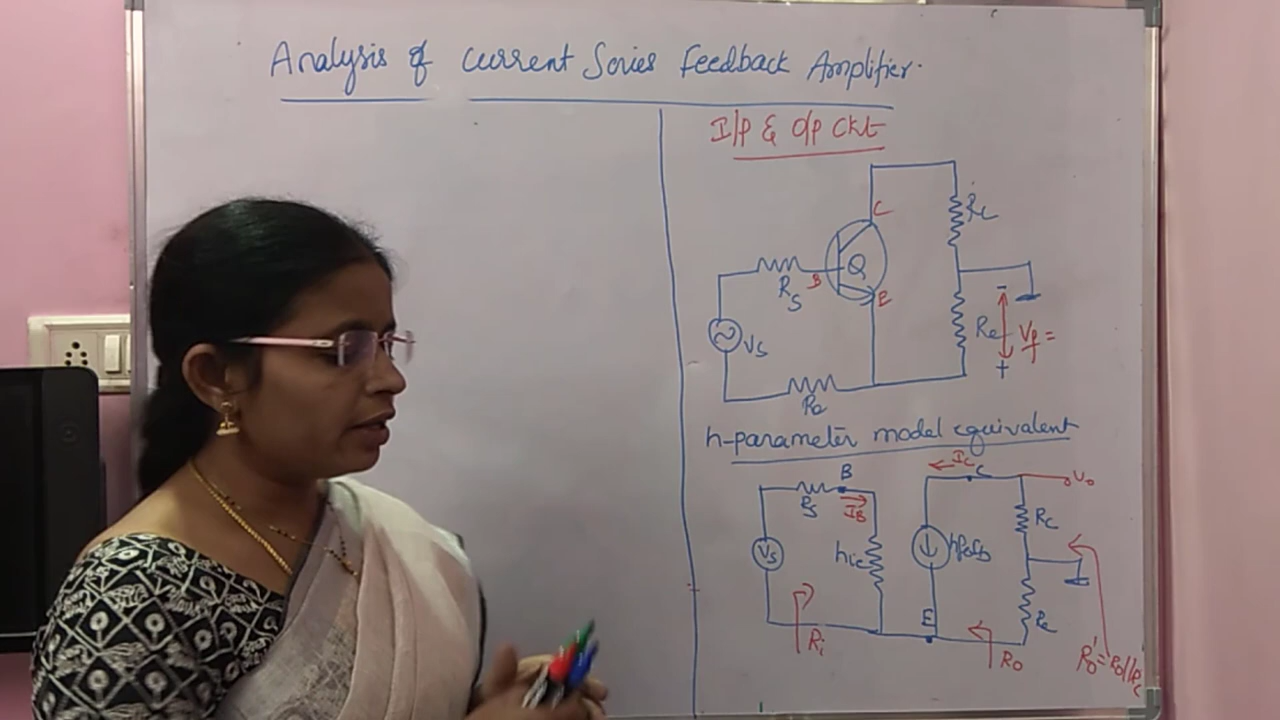 Analysis of Current Series Feedback Amplifier.
I/P & O/P Ckt
C
Rc
B
Q
Rs
E
Vs
Re
-
Vf =
+
Re
h-parameter model equivalent
B
Ic
C
Vo
Rs
IB
Rc
Vs
hie
hfeIb
E
Re
Ri
Ro
Ro' = Ro//Rc